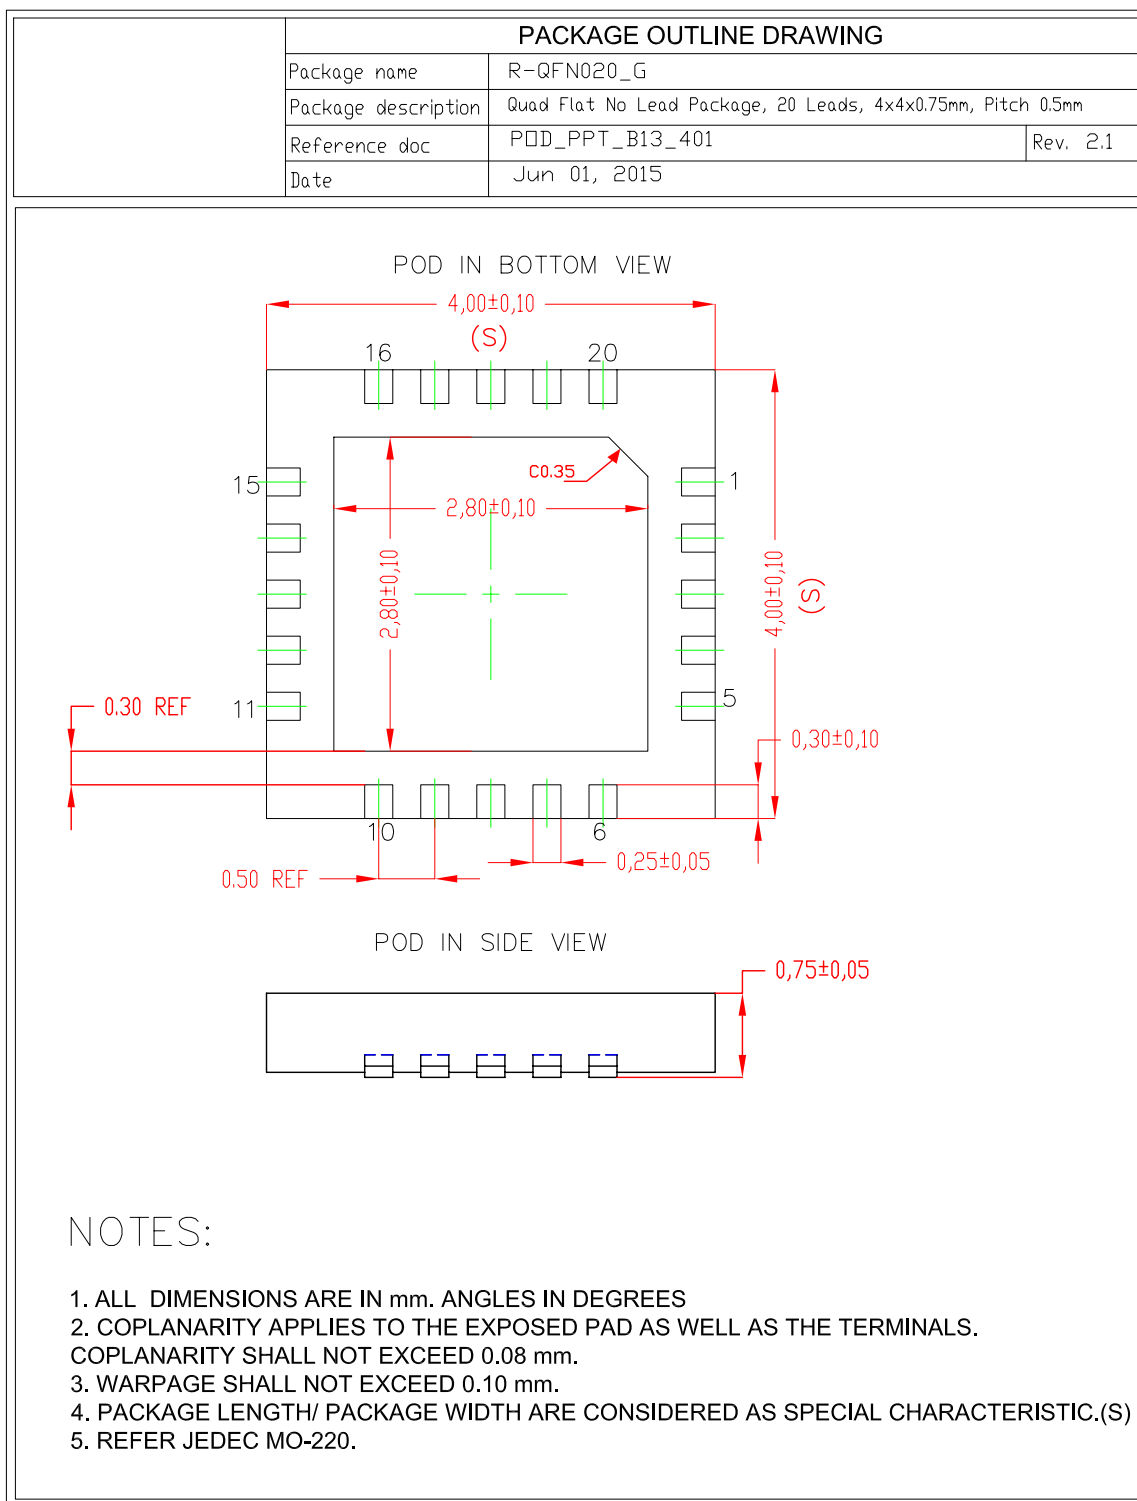 PACKAGE OUTLINE DRAWING
Package name R-QFN020_G
Package description Quad Flat No Lead Package, 20 Leads, 4x4x0.75mm, Pitch 0.5mm
Reference doc POD_PPT_B13_401 Rev. 2.1
Date Jun 01, 2015
POD IN BOTTOM VIEW
4,00±0,10
(S)
16 20
C0.35
15 1
2,80±0,10
2,80±0,10
4,00±0,10
(S)
0.30 REF
11 5
0,30±0,10
10 6
0,25±0,05
0.50 REF
POD IN SIDE VIEW
0,75±0,05
NOTES:
1. ALL DIMENSIONS ARE IN mm. ANGLES IN DEGREES
2. COPLANARITY APPLIES TO THE EXPOSED PAD AS WELL AS THE TERMINALS.
COPLANARITY SHALL NOT EXCEED 0.08 mm.
3. WARPAGE SHALL NOT EXCEED 0.10 mm.
4. PACKAGE LENGTH/ PACKAGE WIDTH ARE CONSIDERED AS SPECIAL CHARACTERISTIC.(S)
5. REFER JEDEC MO-220.